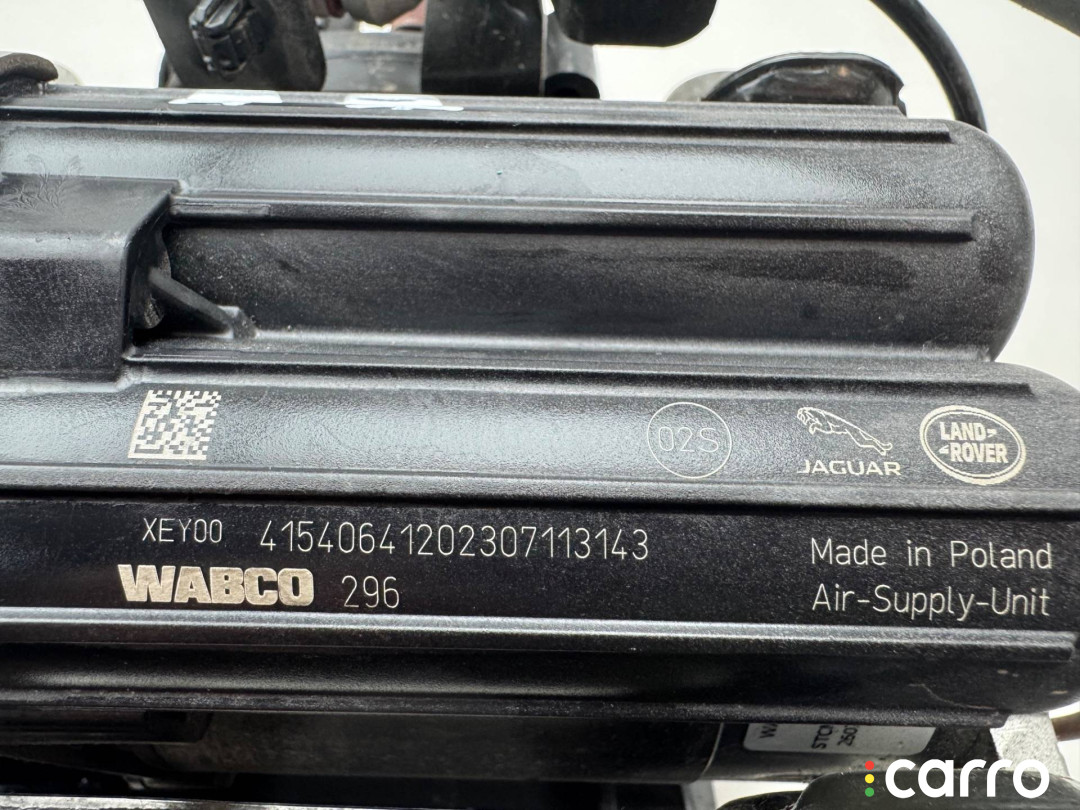 02S
JAGUAR
LAND-
-ROVER
XEY00 41540641202307113143
WABCO 296
Made in Poland
Air-Supply-Unit
carro